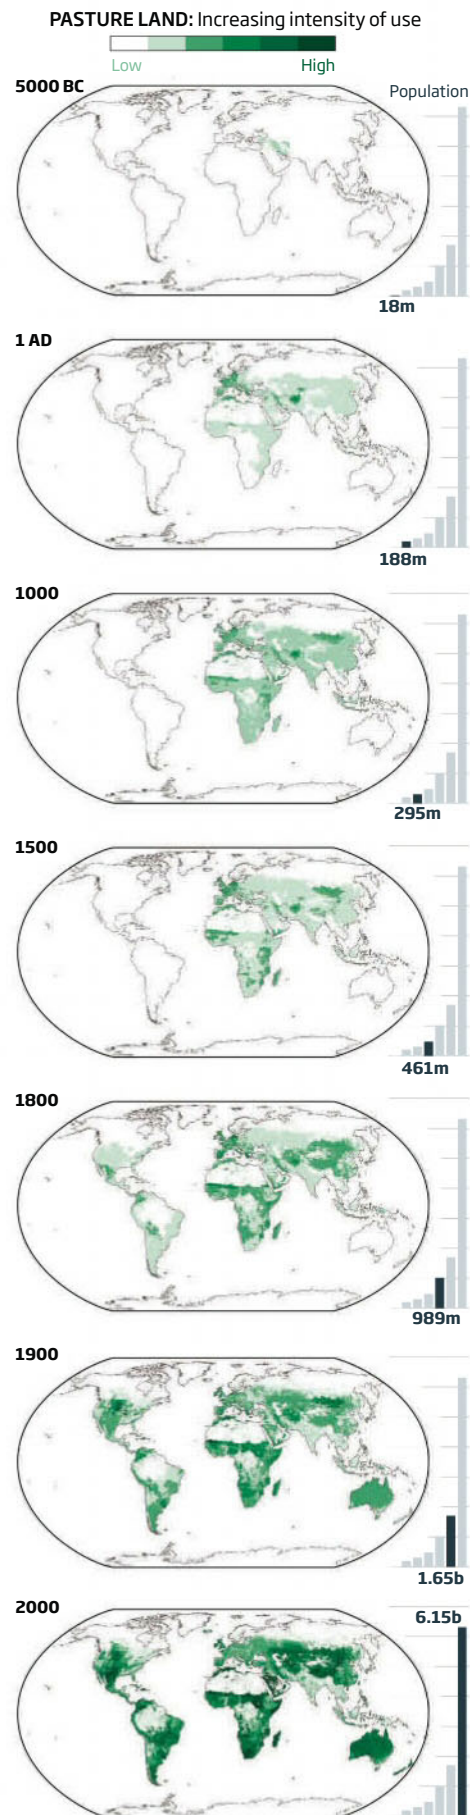 PASTURE LAND: Increasing intensity of use
Low High
5000 BC
Population
18m
1 AD
188m
1000
295m
1500
461m
1800
989m
1900
1.65b
2000
6.15b